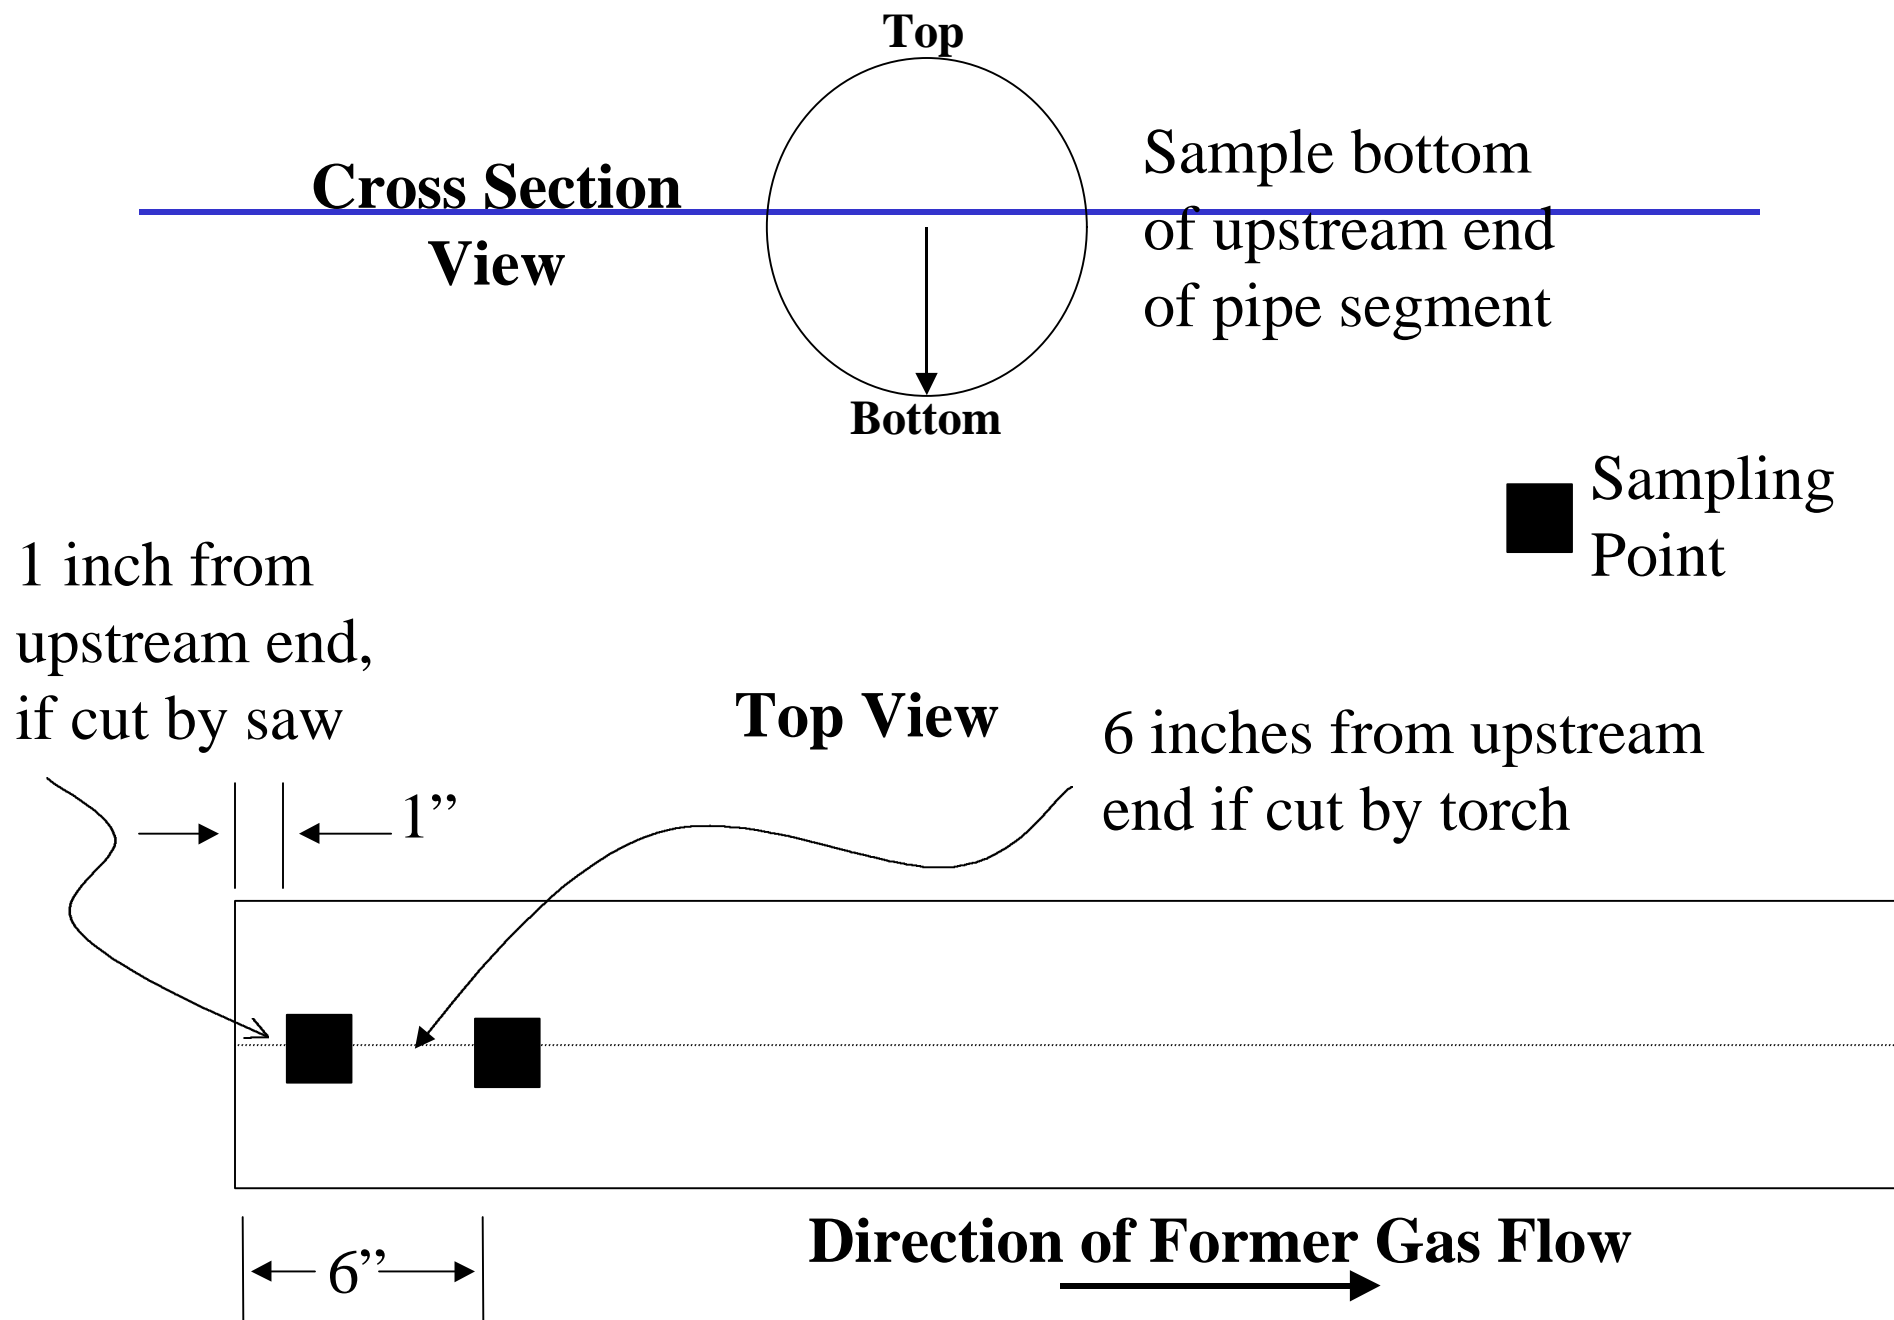 Top
Cross Section
View
Sample bottom
of upstream end
of pipe segment
Bottom
Sampling
Point
1 inch from
upstream end,
if cut by saw
Top View
6 inches from upstream
end if cut by torch
1”
Direction of Former Gas Flow
6”